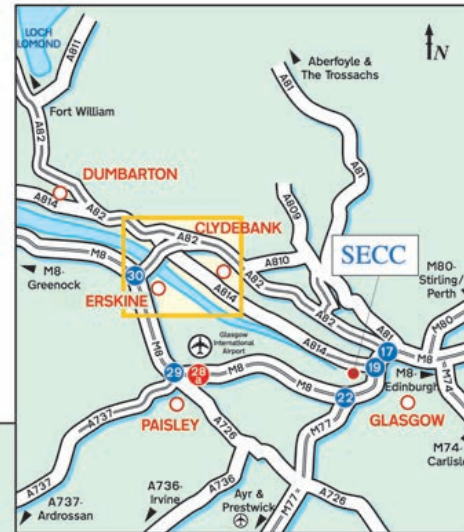 LOCH
LOMOND
A811
N
Aberfoyle &
The Trossachs
Fort William
A82
A81
DUMBARTON
A814
A82
A82
CLYDEBANK
A809
A81
A810
SECC
M8
M8-
Greenock
30
ERSKINE
A814
A82
A82
M80-
Stirling/
Perth
Glasgow
International
Airport
A81
M80
M8
29
28
a
M8
A814
17
19
M8
M8-
Edinburgh
M74
M8
22
GLASGOW
A737
PAISLEY
A726
M77
M74-
Carlisle
A737
A737-
Ardrossan
A736-
Irvine
A736
Ayr &
Prestwick
M77
A726